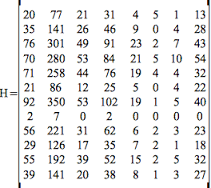 20 77 21 31 4 5 1 13
35 141 26 46 9 0 4 28
76 301 49 91 23 2 7 43
70 280 53 84 21 5 10 54
71 258 44 76 19 4 4 32
21 86 12 25 5 0 4 22
H= 92 350 53 102 19 1 5 40
2 7 0 2 0 0 0 0
56 221 31 62 6 2 3 23
29 126 17 35 7 2 1 18
55 192 39 52 15 2 5 32
39 141 20 38 8 1 3 27